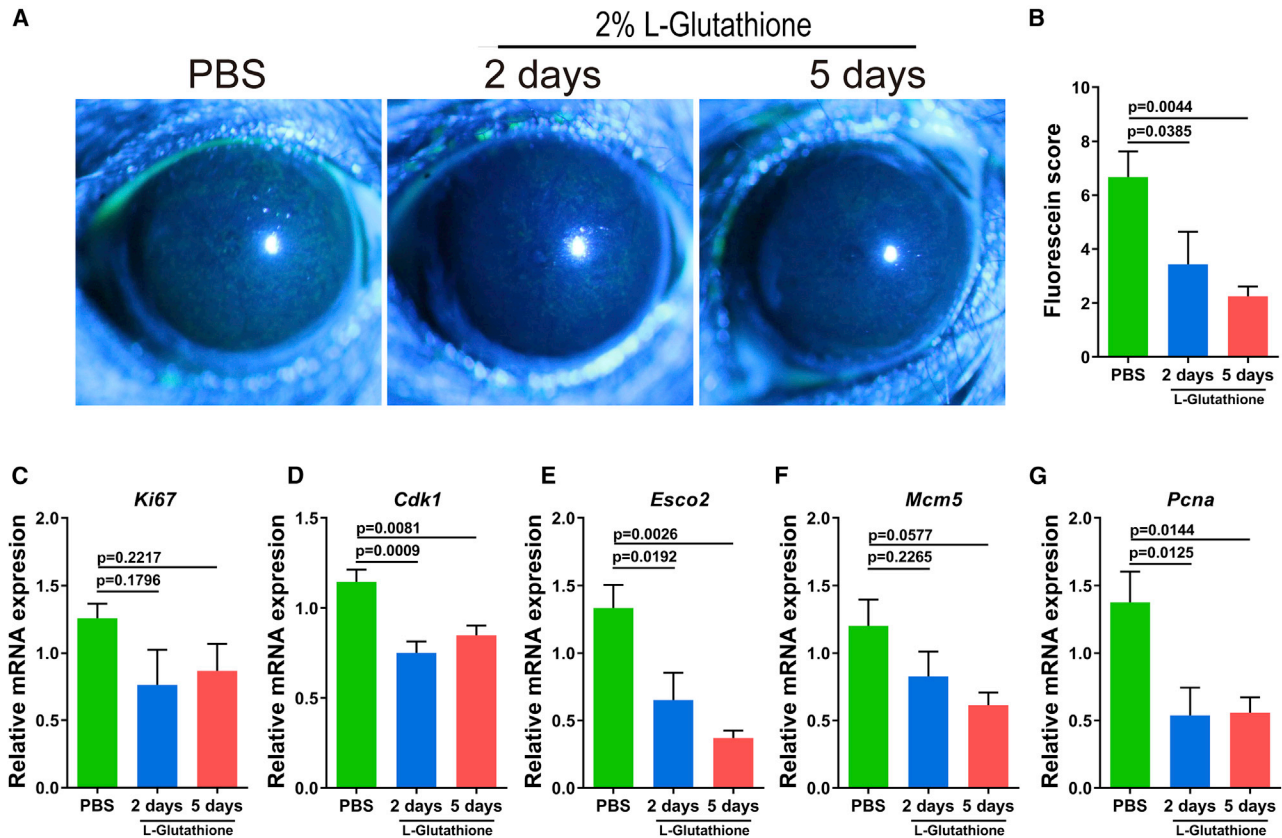 A
2% L-Glutathione
PBS
2 days
5 days
B
Fluorescein score
10
8
6
4
2
0
p=0.0044
p=0.0385
PBS
2 days
5 days
L-Glutathione
C
Ki67
Relative mRNA expresion
2.0
1.5
1.0
0.5
0.0
p=0.2217
p=0.1796
PBS
2 days
5 days
L-Glutathione
D
Cdk1
Relative mRNA expresion
1.5
1.0
0.5
0.0
p=0.0081
p=0.0009
PBS
2 days
5 days
L-Glutathione
E
Esco2
Relative mRNA expresion
2.0
1.5
1.0
0.5
0.0
p=0.0026
p=0.0192
PBS
2 days
5 days
L-Glutathione
F
Mcm5
Relative mRNA expresion
2.0
1.5
1.0
0.5
0.0
p=0.0577
p=0.2265
PBS
2 days
5 days
L-Glutathione
G
Pcna
Relative mRNA expresion
2.0
1.5
1.0
0.5
0.0
p=0.0144
p=0.0125
PBS
2 days
5 days
L-Glutathione